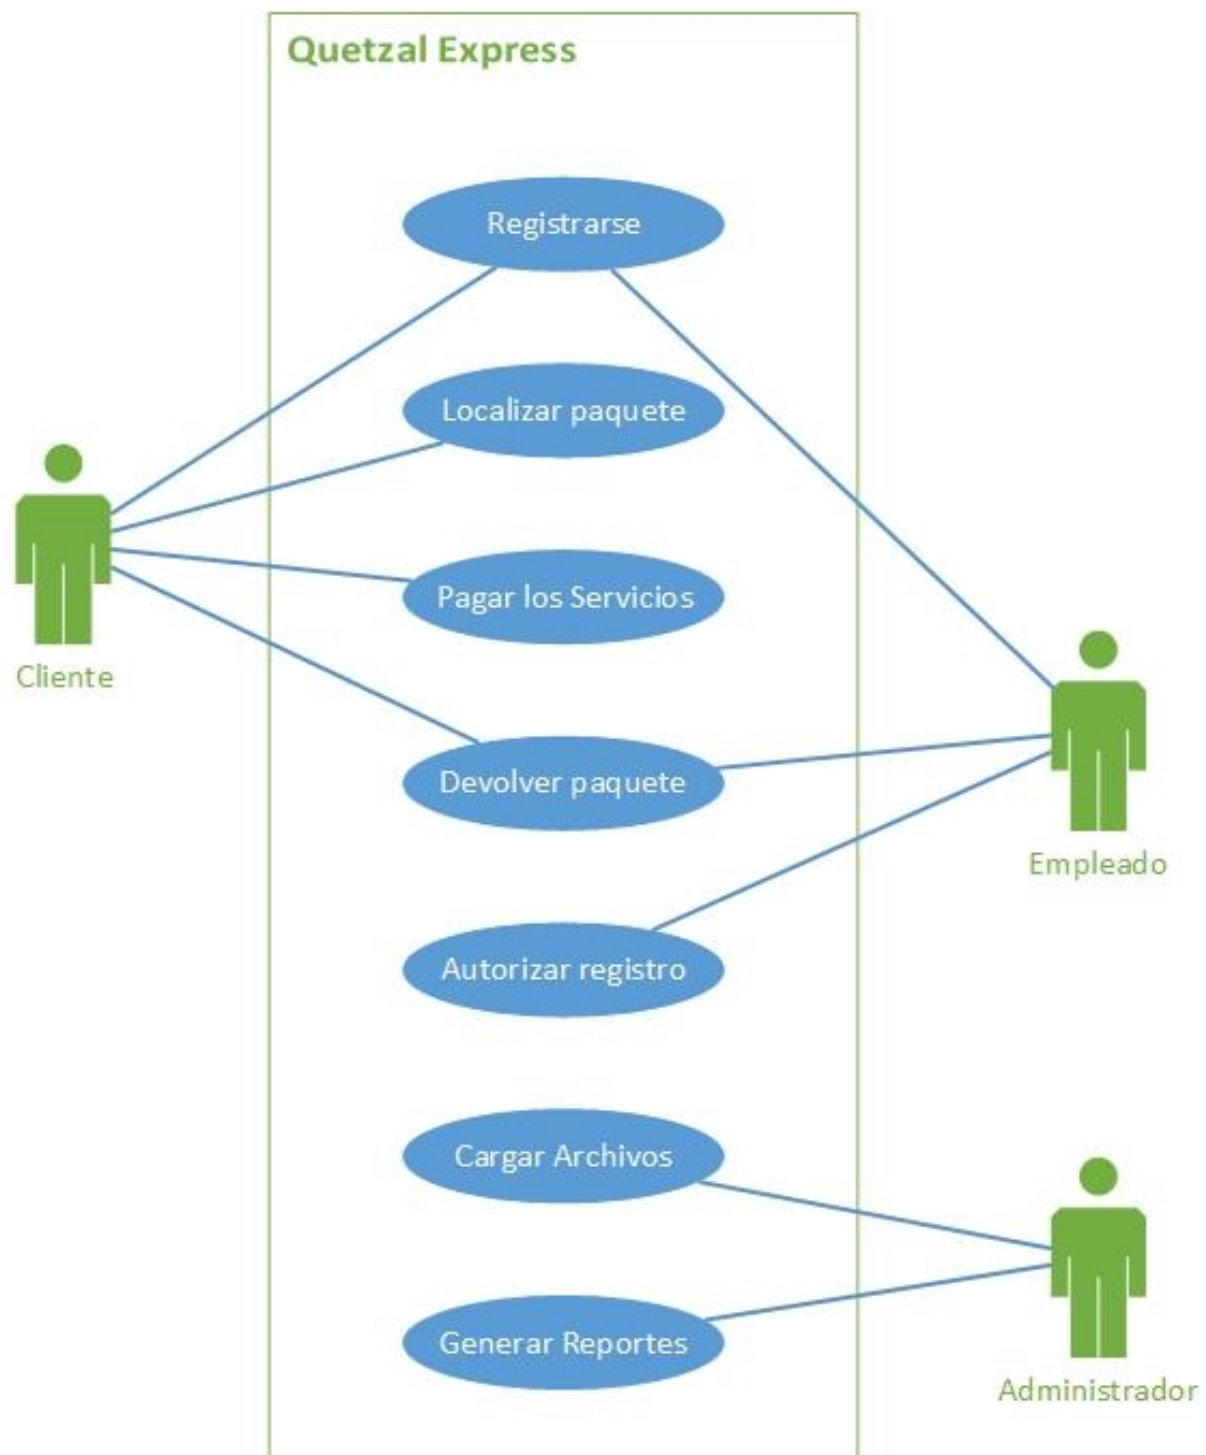 Quetzal Express
Registrarse
Localizar paquete
Pagar los Servicios
Cliente
Devolver paquete
Empleado
Autorizar registro
Cargar Archivos
Generar Reportes
Administrador